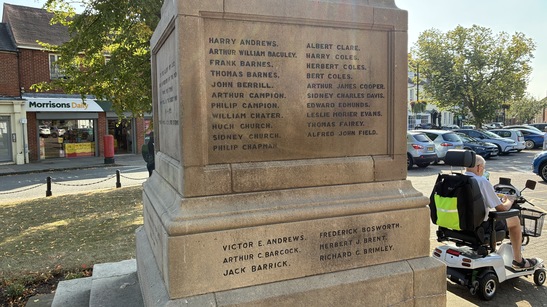 Morrisons Daily
HARRY ANDREWS.
ARTHUR WILLIAM BAGULEY.
FRANK BARNES.
THOMAS BARNES.
JOHN BERRILL.
ARTHUR CAMPION.
PHILIP CAMPION.
WILLIAM CRATER.
HUGH CHURCH.
SIDNEY CHURCH.
PHILIP CHAPMAN.
ALBERT CLARE.
HARRY COLES.
HERBERT COLES.
BERT COLES.
ARTHUR JAMES COOPER.
SIDNEY CHARLES DAVIS.
EDWARD EDMUNDS.
LESLIE HOMER EVANS.
THOMAS FAIREY.
ALFRED JOHN FIELD.
VICTOR E. ANDREWS.
ARTHUR C. BARCOCK.
JACK BARRICK.
FREDERICK BOSWORTH.
HERBERT J. BRENT.
RICHARD C. BRIMLEY.